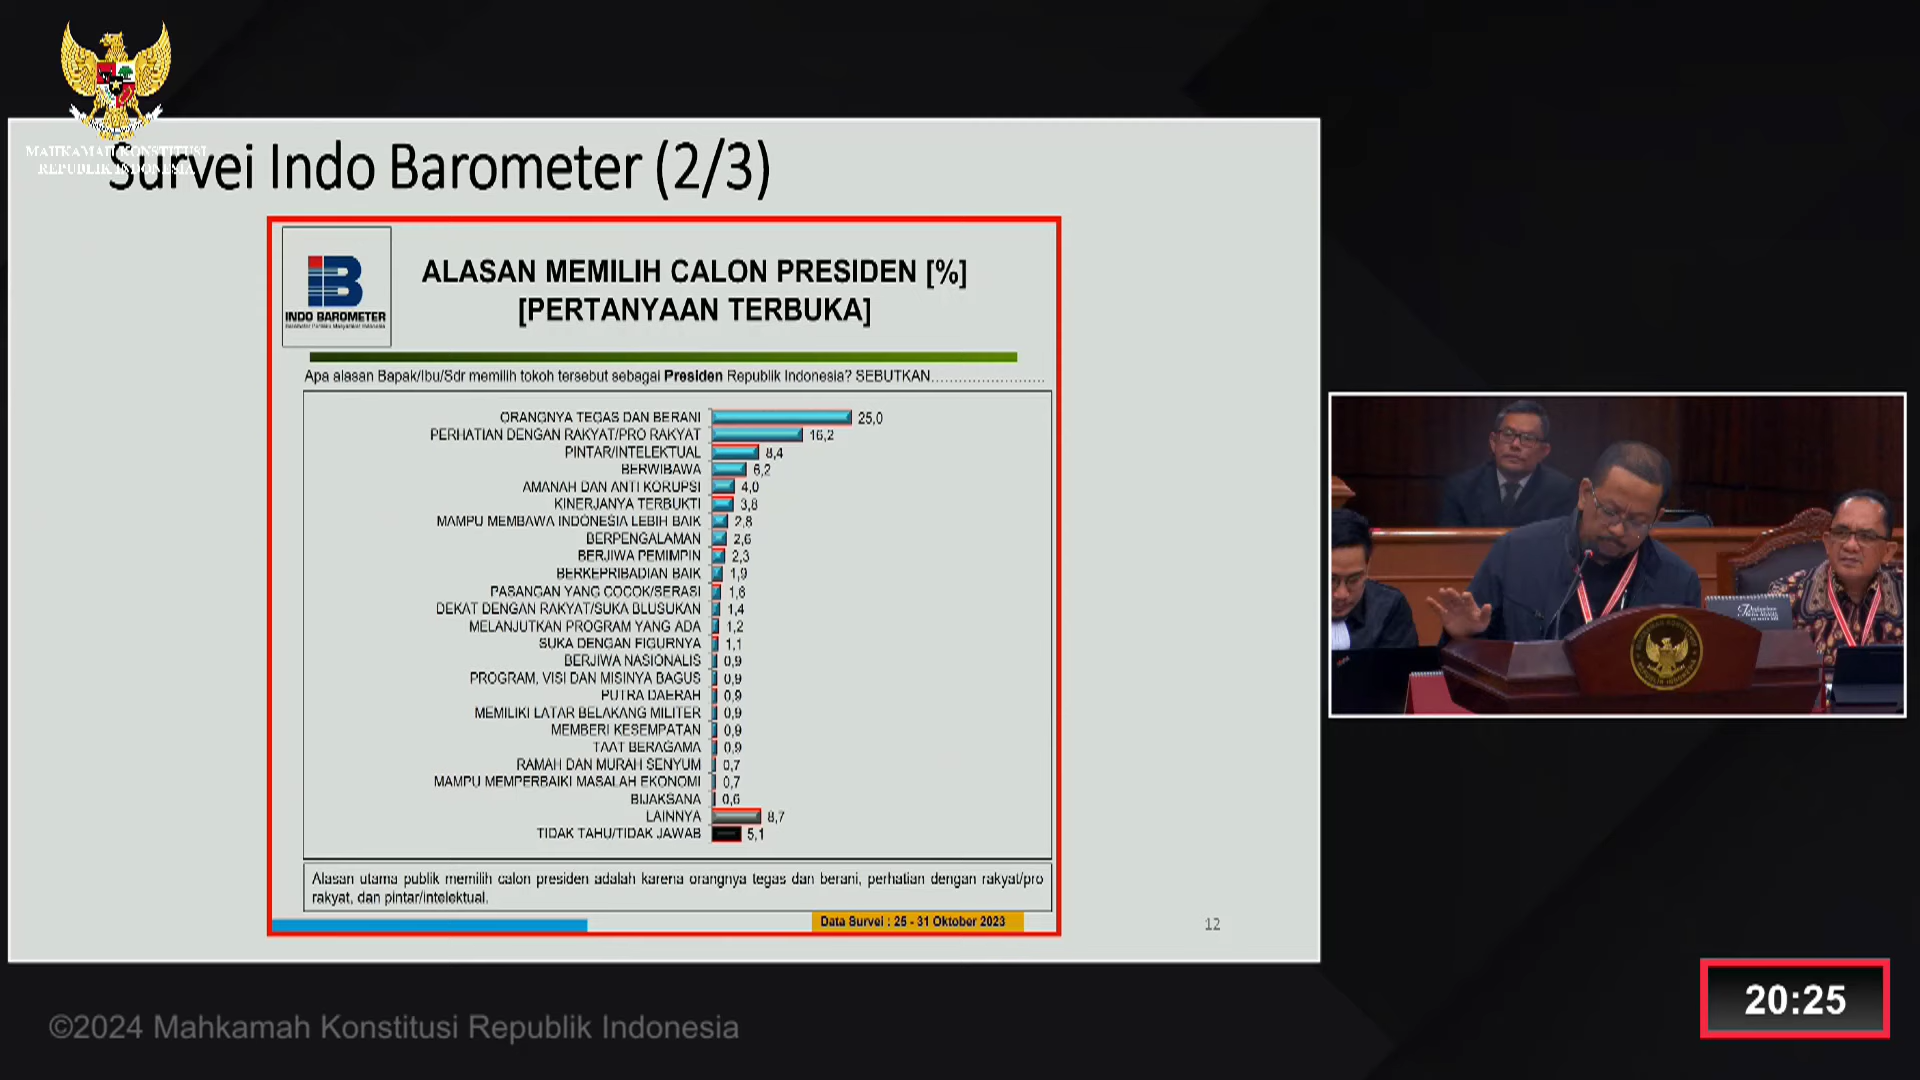 MAHKAMAH KONSTITUSI
REPUBLIK INDONESIA
Survei Indo Barometer (2/3)
IB
INDO BAROMETER
ALASAN MEMILIH CALON PRESIDEN [%]
[PERTANYAAN TERBUKA]
Apa alasan Bapak/Ibu/Sdr memilih tokoh tersebut sebagai Presiden Republik Indonesia? SEBUTKAN........................
ORANGNYA TEGAS DAN BERANI 25,0
PERHATIAN DENGAN RAKYAT/PRO RAKYAT 16,2
PINTAR/INTELEKTUAL 8,4
BERWIBAWA 6,2
AMANAH DAN ANTI KORUPSI 4,0
KINERJANYA TERBUKTI 3,8
MAMPU MEMBAWA INDONESIA LEBIH BAIK 2,8
BERPENGALAMAN 2,6
BERJIWA PEMIMPIN 2,3
BERKEPRIBADIAN BAIK 1,9
PASANGAN YANG COCOK/SERASI 1,6
DEKAT DENGAN RAKYAT/SUKA BLUSUKAN 1,4
MELANJUTKAN PROGRAM YANG ADA 1,2
SUKA DENGAN FIGURNYA 1,1
BERJIWA NASIONALIS 0,9
PROGRAM, VISI DAN MISINYA BAGUS 0,9
PUTRA DAERAH 0,9
MEMILIKI LATAR BELAKANG MILITER 0,9
MEMBERI KESEMPATAN 0,9
TAAT BERAGAMA 0,9
RAMAH DAN MURAH SENYUM 0,7
MAMPU MEMPERBAIKI MASALAH EKONOMI 0,7
BIJAKSANA 0,6
LAINNYA 8,7
TIDAK TAHU/TIDAK JAWAB 5,1
Alasan utama publik memilih calon presiden adalah karena orangnya tegas dan berani, perhatian dengan rakyat/pro
rakyat, dan pintar/intelektual.
Data Survei : 25 - 31 Oktober 2023
12
20:25
©2024 Mahkamah Konstitusi Republik Indonesia